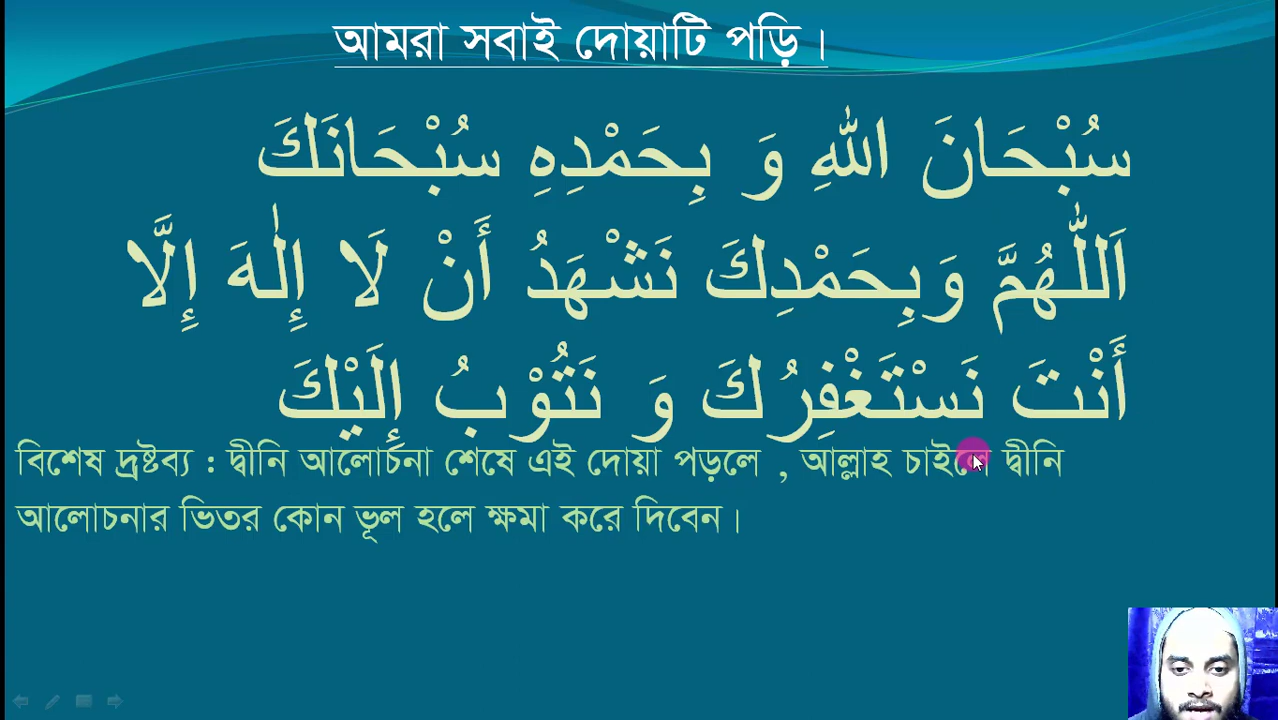 আমরা সবাই দোয়াটি পড়ি।
سُبْحَانَ اللّٰهِ وَ بِحَمْدِهِ سُبْحَانَكَ
اَللّٰهُمَّ وَبِحَمْدِكَ نَشْهَدُ أَنْ لَا إِلٰهَ إِلَّا
أَنْتَ نَسْتَغْفِرُكَ وَ نَتُوْبُ إِلَيْكَ
বিশেষ দ্রষ্টব্য : দ্বীনি আলোচনা শেষে এই দোয়া পড়লে , আল্লাহ চাইলে দ্বীনি
আলোচনার ভিতর কোন ভূল হলে ক্ষমা করে দিবেন।